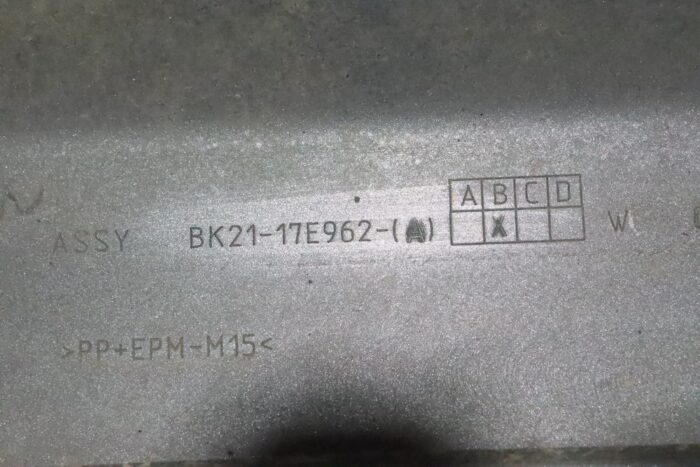 A B C D
ASSY BK21-17E962-(A) X W
>PP+EPM-M15<